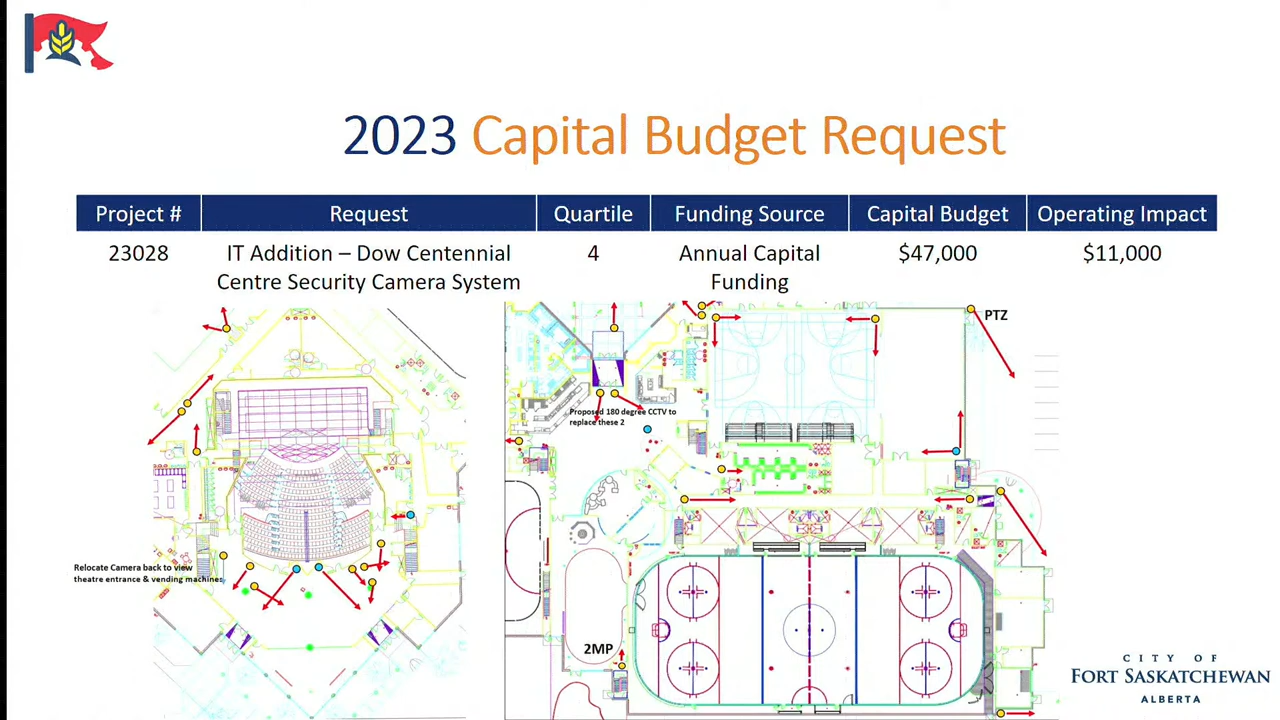 2023 Capital Budget Request
Project # Request Quartile Funding Source Capital Budget Operating Impact
23028 IT Addition – Dow Centennial 4 Annual Capital $47,000 $11,000
Centre Security Camera System Funding
PTZ
Proposed 180 degree CCTV to
replace these 2
Relocate Camera back to view
theatre entrance & vending machines
2MP
CITY OF
FORT SASKATCHEWAN
ALBERTA